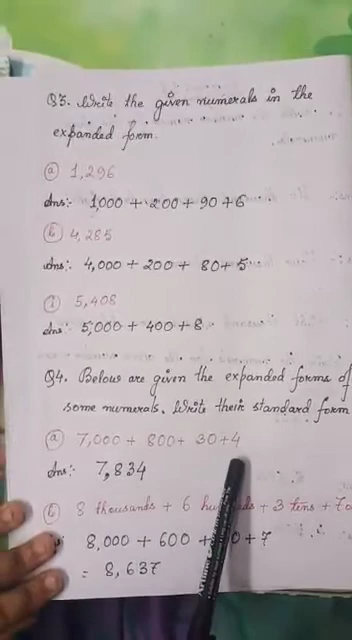 Q3. Write the given numerals in the
expanded form.
(a) 1,296
Ans:- 1,000 + 200 + 90 + 6
(b) 4,285
Ans:- 4,000 + 200 + 80 + 5
5,408
Ans:- 5,000 + 400 + 8
Q4. Below are given the expanded forms of
some numerals. Write their standard form
(a) 7,000 + 800 + 30 + 4
Ans:- 7,834
(b) 8 thousands + 6 + 3 tens + 7
8,000 + 600 + + 7
= 8,637